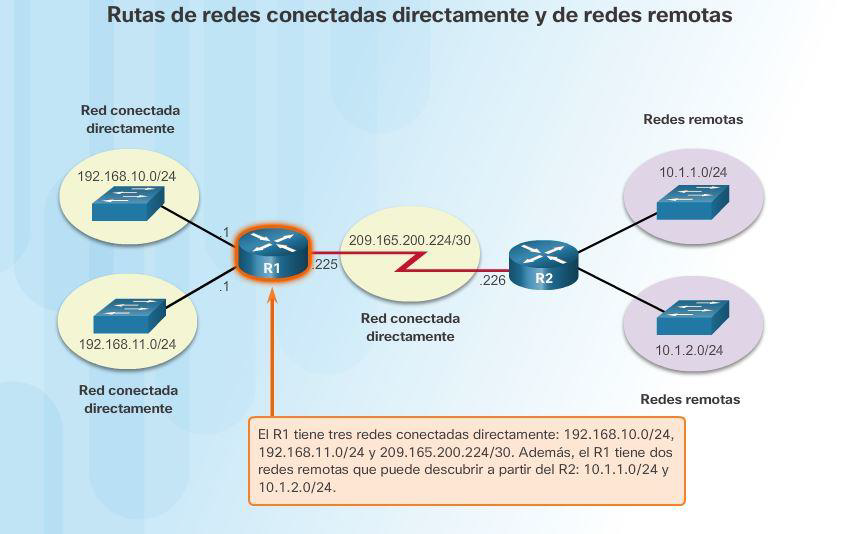 Rutas de redes conectadas directamente y de redes remotas
Red conectada
directamente
Redes remotas
192.168.10.0/24
10.1.1.0/24
.1
209.165.200.224/30
R1
.225
R2
.226
.1
192.168.11.0/24
Red conectada
directamente
10.1.2.0/24
Red conectada
directamente
Redes remotas
El R1 tiene tres redes conectadas directamente: 192.168.10.0/24,
192.168.11.0/24 y 209.165.200.224/30. Además, el R1 tiene dos
redes remotas que puede descubrir a partir del R2: 10.1.1.0/24 y
10.1.2.0/24.